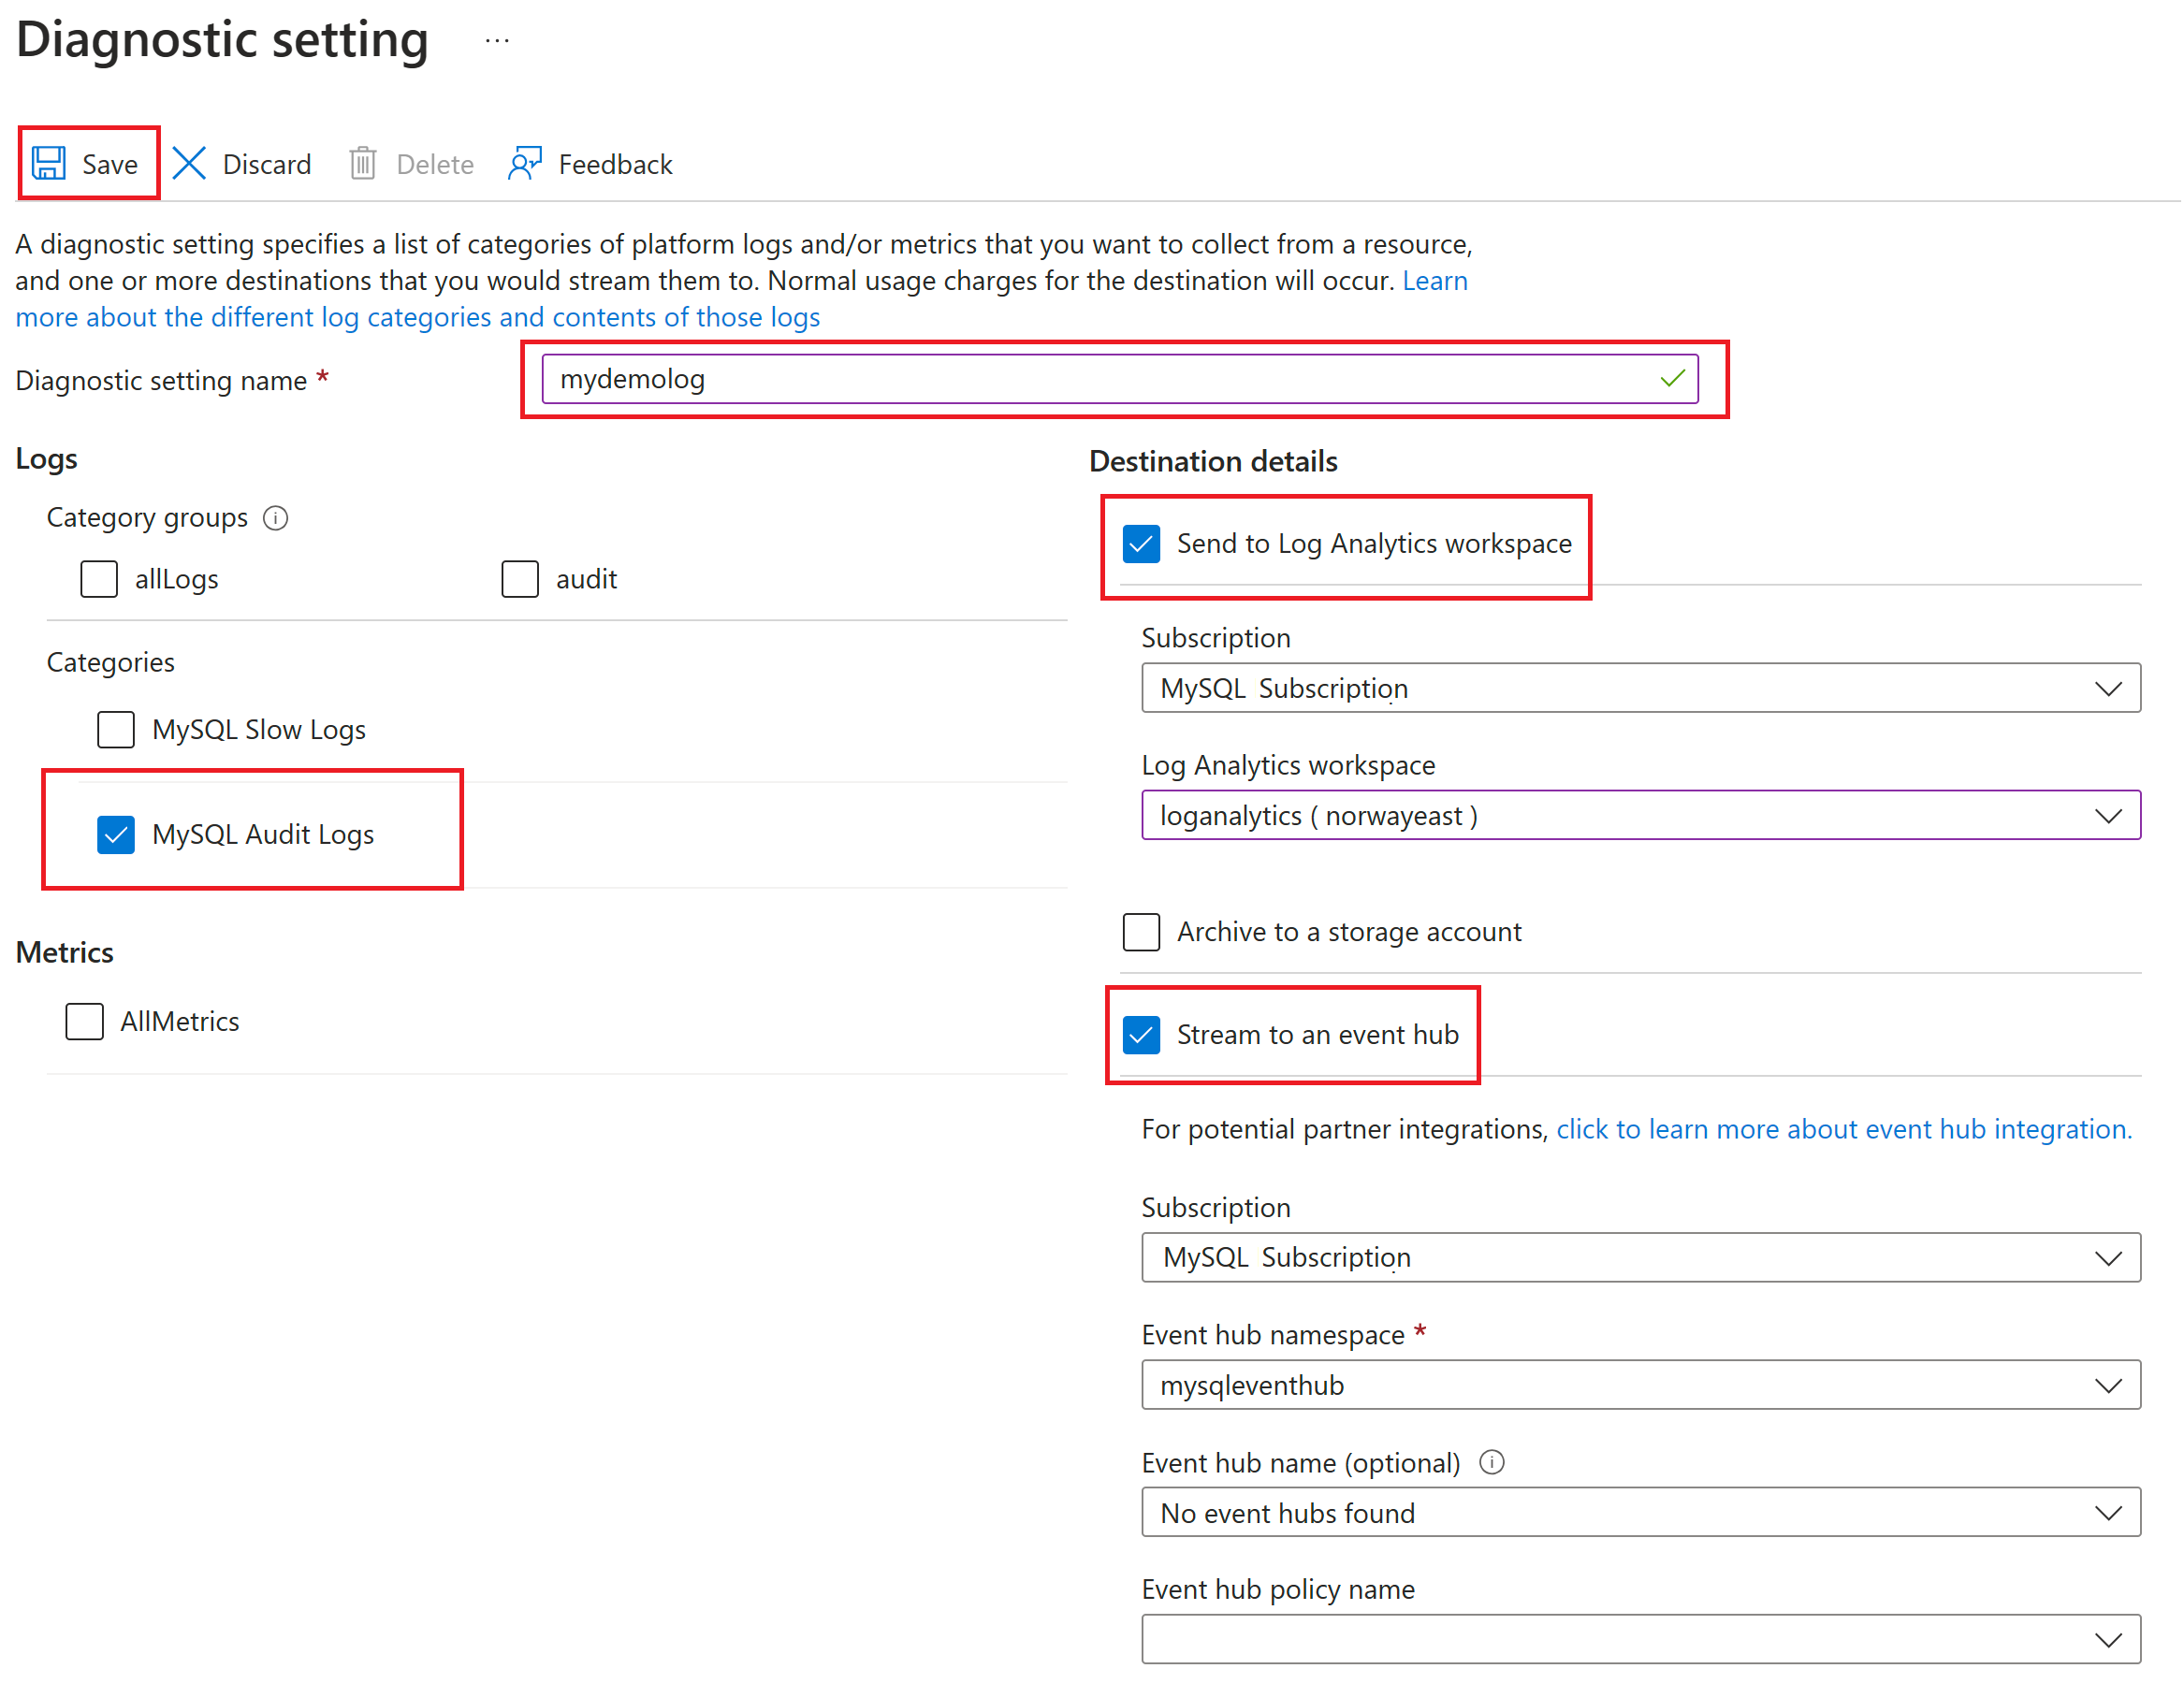 Diagnostic setting ...
Save Discard Delete Feedback
A diagnostic setting specifies a list of categories of platform logs and/or metrics that you want to collect from a resource,
and one or more destinations that you would stream them to. Normal usage charges for the destination will occur. Learn
more about the different log categories and contents of those logs
Diagnostic setting name *
mydemolog
Logs
Category groups
allLogs
audit
Categories
MySQL Slow Logs
MySQL Audit Logs
Metrics
AllMetrics
Destination details
Send to Log Analytics workspace
Subscription
MySQL Subscription
Log Analytics workspace
loganalytics ( norwayeast )
Archive to a storage account
Stream to an event hub
For potential partner integrations, click to learn more about event hub integration.
Subscription
MySQL Subscription
Event hub namespace *
mysqleventhub
Event hub name (optional)
No event hubs found
Event hub policy name